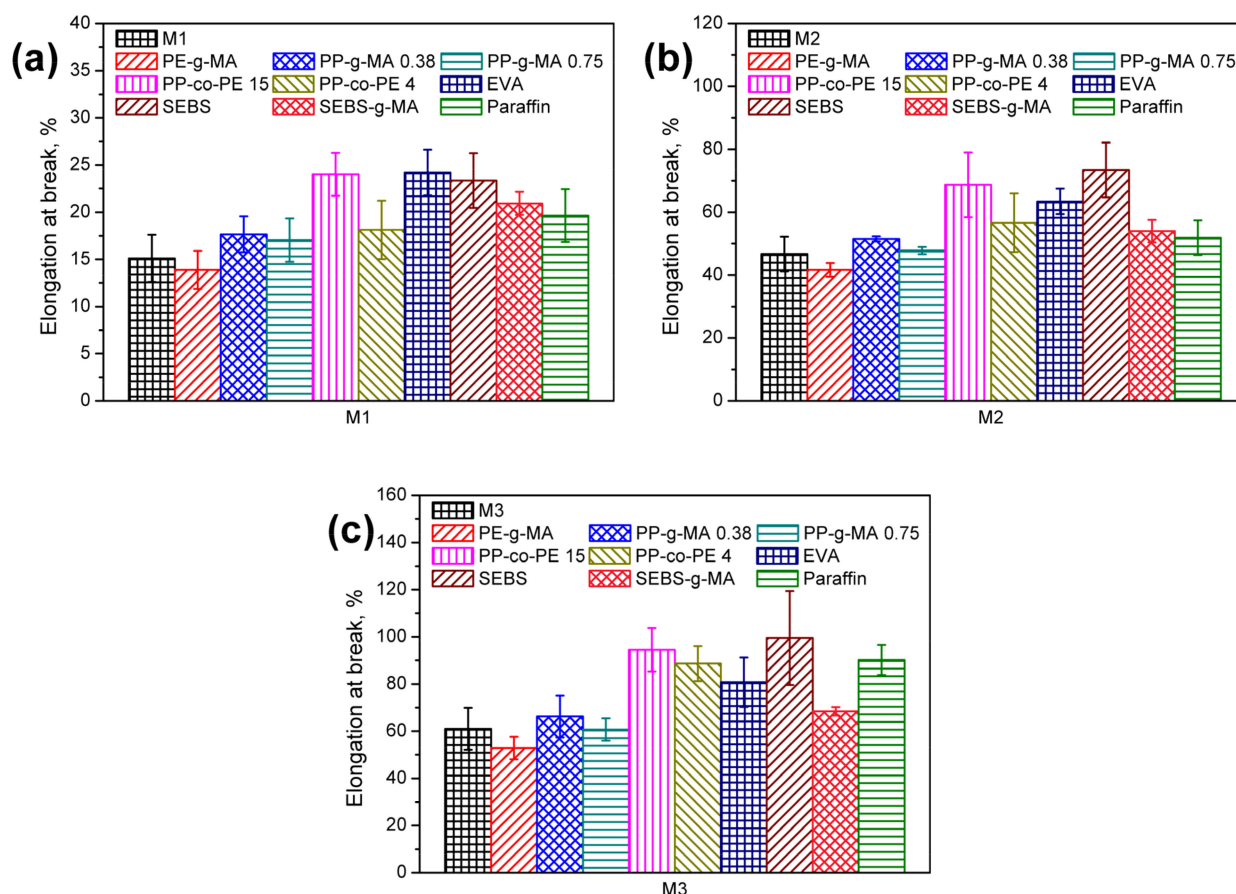 (a)
Elongation at break, %
40
35
30
25
20
15
10
5
0
M1
PE-g-MA PP-g-MA 0.38 PP-g-MA 0.75
PP-co-PE 15 PP-co-PE 4 EVA
SEBS SEBS-g-MA Paraffin
M1
(b)
Elongation at break, %
120
100
80
60
40
20
0
M2
PE-g-MA PP-g-MA 0.38 PP-g-MA 0.75
PP-co-PE 15 PP-co-PE 4 EVA
SEBS SEBS-g-MA Paraffin
M2
(c)
Elongation at break, %
160
140
120
100
80
60
40
20
0
M3
PE-g-MA PP-g-MA 0.38 PP-g-MA 0.75
PP-co-PE 15 PP-co-PE 4 EVA
SEBS SEBS-g-MA Paraffin
M3